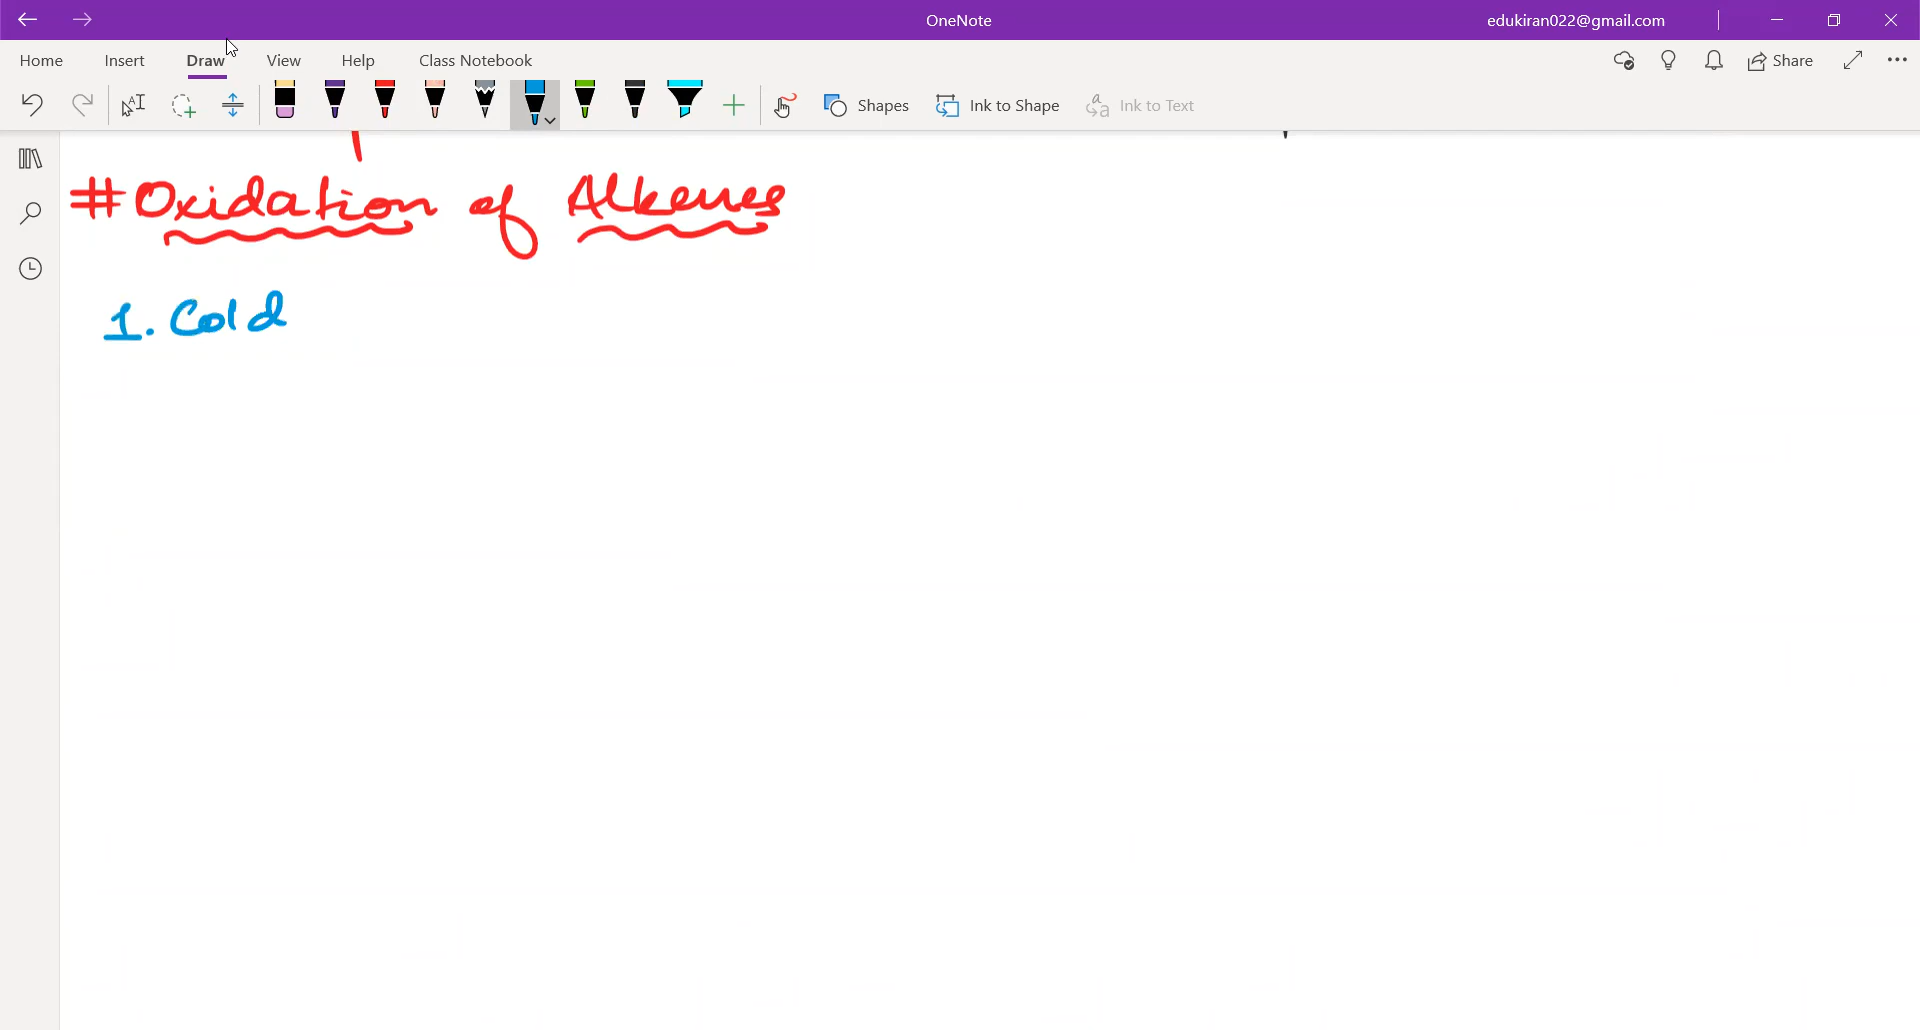 OneNote
edukiran022@gmail.com
Home Insert Draw View Help Class Notebook
Share
Shapes Ink to Shape Ink to Text
#Oxidation of Alkenes
1. Cold